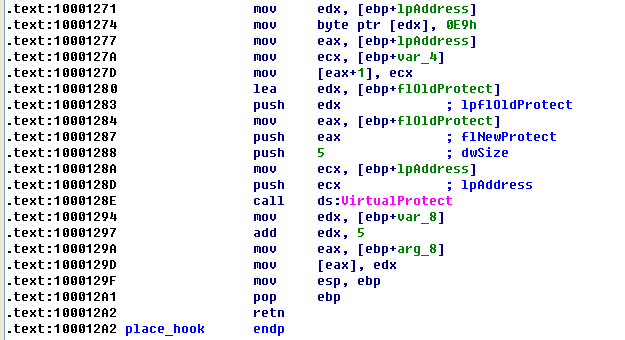 .text:10001271 mov edx, [ebp+lpAddress]
.text:10001274 mov byte ptr [edx], 0E9h
.text:10001277 mov eax, [ebp+lpAddress]
.text:1000127A mov ecx, [ebp+var_4]
.text:1000127D mov [eax+1], ecx
.text:10001280 lea edx, [ebp+flOldProtect]
.text:10001283 push edx ; lpflOldProtect
.text:10001284 mov eax, [ebp+flOldProtect]
.text:10001287 push eax ; flNewProtect
.text:10001288 push 5 ; dwSize
.text:1000128A mov ecx, [ebp+lpAddress]
.text:1000128D push ecx ; lpAddress
.text:1000128E call ds:VirtualProtect
.text:10001294 mov edx, [ebp+var_8]
.text:10001297 add edx, 5
.text:1000129A mov eax, [ebp+arg_8]
.text:1000129D mov [eax], edx
.text:1000129F mov esp, ebp
.text:100012A1 pop ebp
.text:100012A2 retn
.text:100012A2 place_hook endp